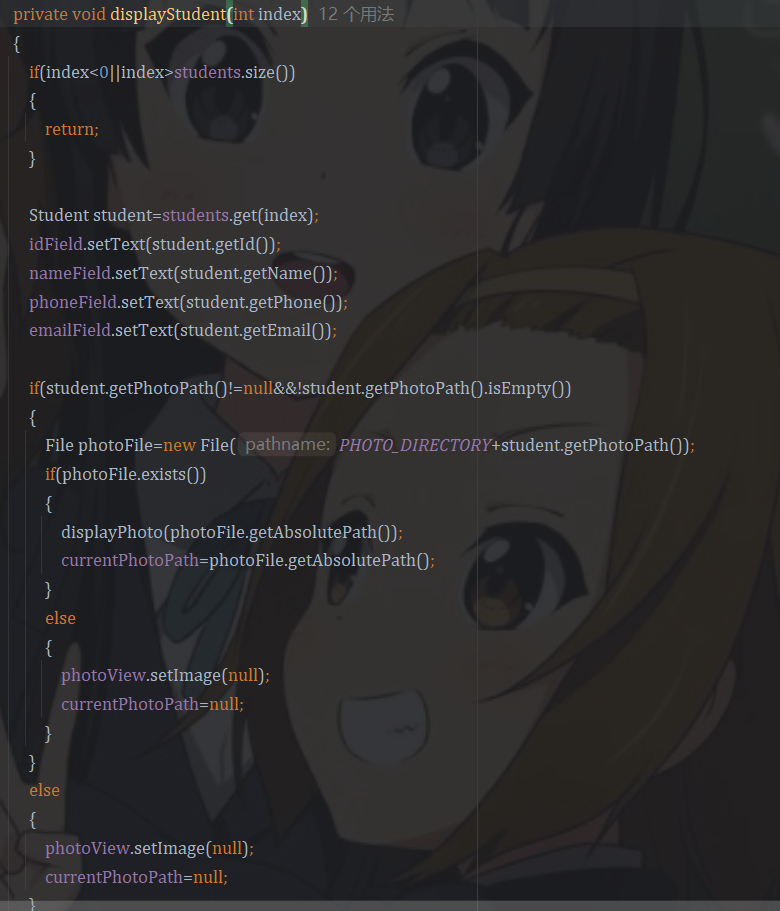 private void displayStudent(int index) 12 个用法
{
if(index<0||index>students.size())
{
return;
}
Student student=students.get(index);
idField.setText(student.getId());
nameField.setText(student.getName());
phoneField.setText(student.getPhone());
emailField.setText(student.getEmail());
if(student.getPhotoPath()!=null&&!student.getPhotoPath().isEmpty())
{
File photoFile=new File( pathname: PHOTO_DIRECTORY+student.getPhotoPath());
if(photoFile.exists())
{
displayPhoto(photoFile.getAbsolutePath());
currentPhotoPath=photoFile.getAbsolutePath();
}
else
{
photoView.setImage(null);
currentPhotoPath=null;
}
}
else
{
photoView.setImage(null);
currentPhotoPath=null;
}